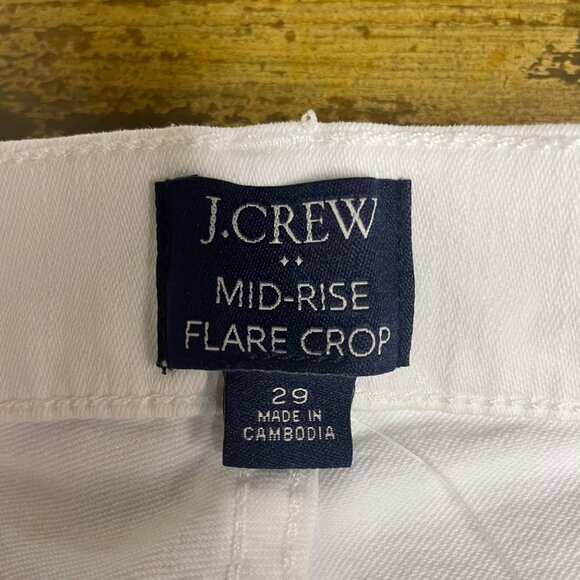 J.CREW
MID-RISE
FLARE CROP
29
MADE IN
CAMBODIA